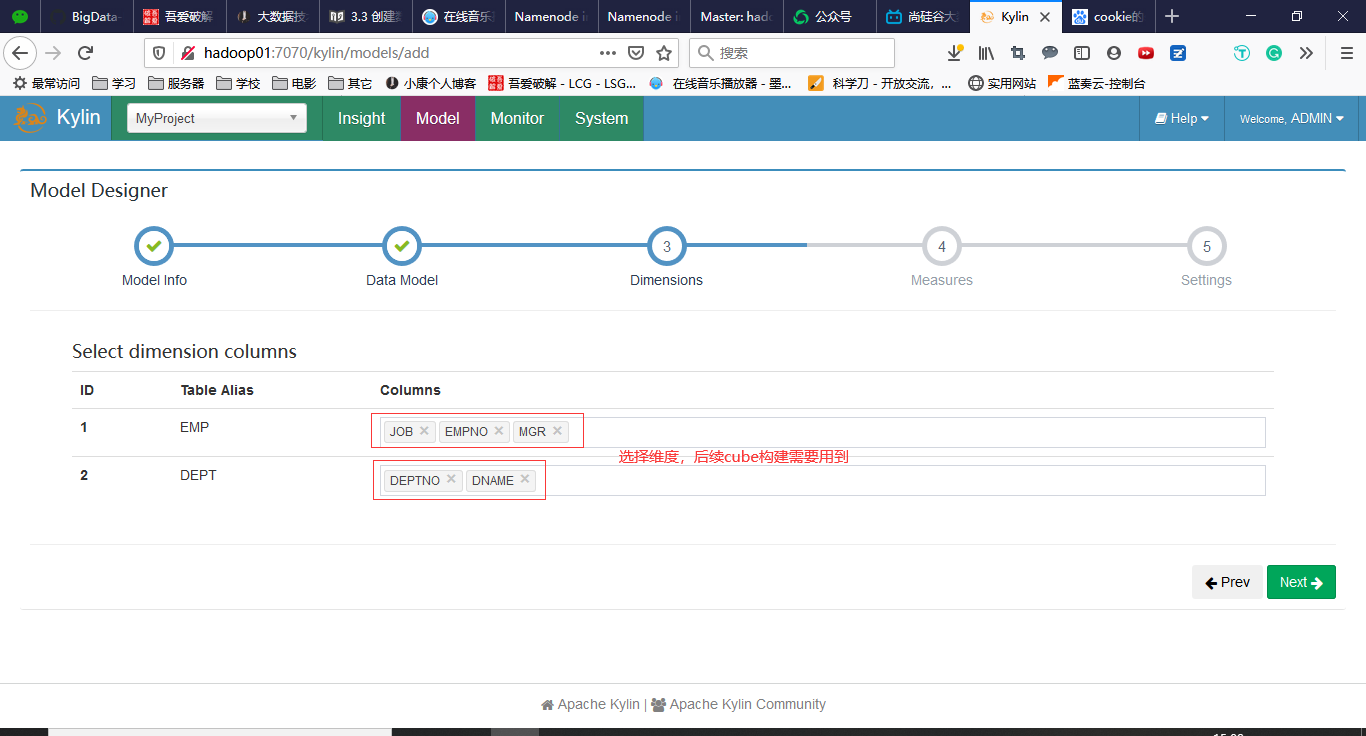 BigData-
吾爱破解
大数据技
3.3 创建
在线音乐
Namenode i
Namenode i
Master: had
公众号
尚硅谷大
Kylin
cookie的
hadoop01:7070/kylin/models/add
搜索
最常访问
学习
服务器
学校
电影
其它
小康个人博客
吾爱破解 - LCG - LSG...
在线音乐播放器 - 墨...
科学刀 - 开放交流，...
实用网站
蓝奏云-控制台
Kylin
MyProject
Insight
Model
Monitor
System
Help
Welcome, ADMIN
Model Designer
3
4
5
Model Info
Data Model
Dimensions
Measures
Settings
Select dimension columns
ID Table Alias Columns
1 EMP JOB EMPNO MGR
选择维度，后续cube构建需要用到
2 DEPT DEPTNO DNAME
Prev
Next
Apache Kylin | Apache Kylin Community